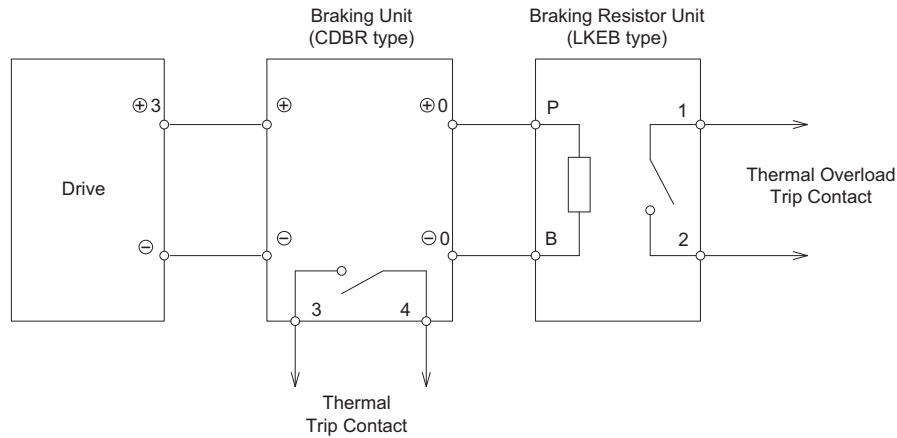 Braking Unit
(CDBR type)
Braking Resistor Unit
(LKEB type)
⊕3
⊕
⊕0
P
1
Drive
Thermal Overload
Trip Contact
⊖
⊖
⊖0
B
2
3
4
Thermal
Trip Contact